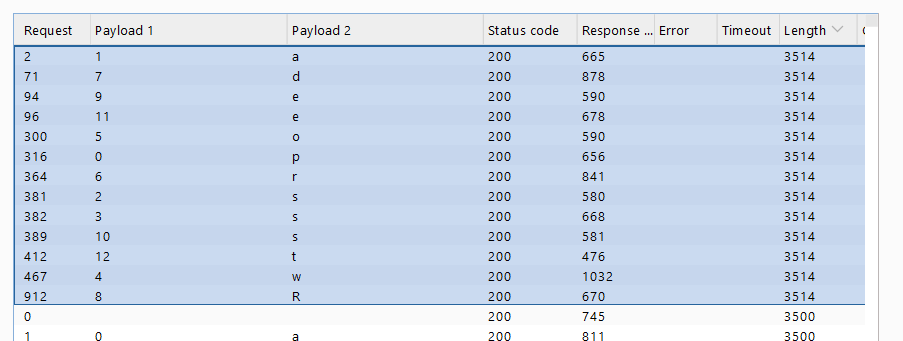 Request Payload 1 Payload 2 Status code Response ... Error Timeout Length
2 1 a 200 665 3514
71 7 d 200 878 3514
94 9 e 200 590 3514
96 11 e 200 678 3514
300 5 o 200 590 3514
316 0 p 200 656 3514
364 6 r 200 841 3514
381 2 s 200 580 3514
382 3 s 200 668 3514
389 10 s 200 581 3514
412 12 t 200 476 3514
467 4 w 200 1032 3514
912 8 R 200 670 3514
0 200 745 3500
1 0 a 200 811 3500